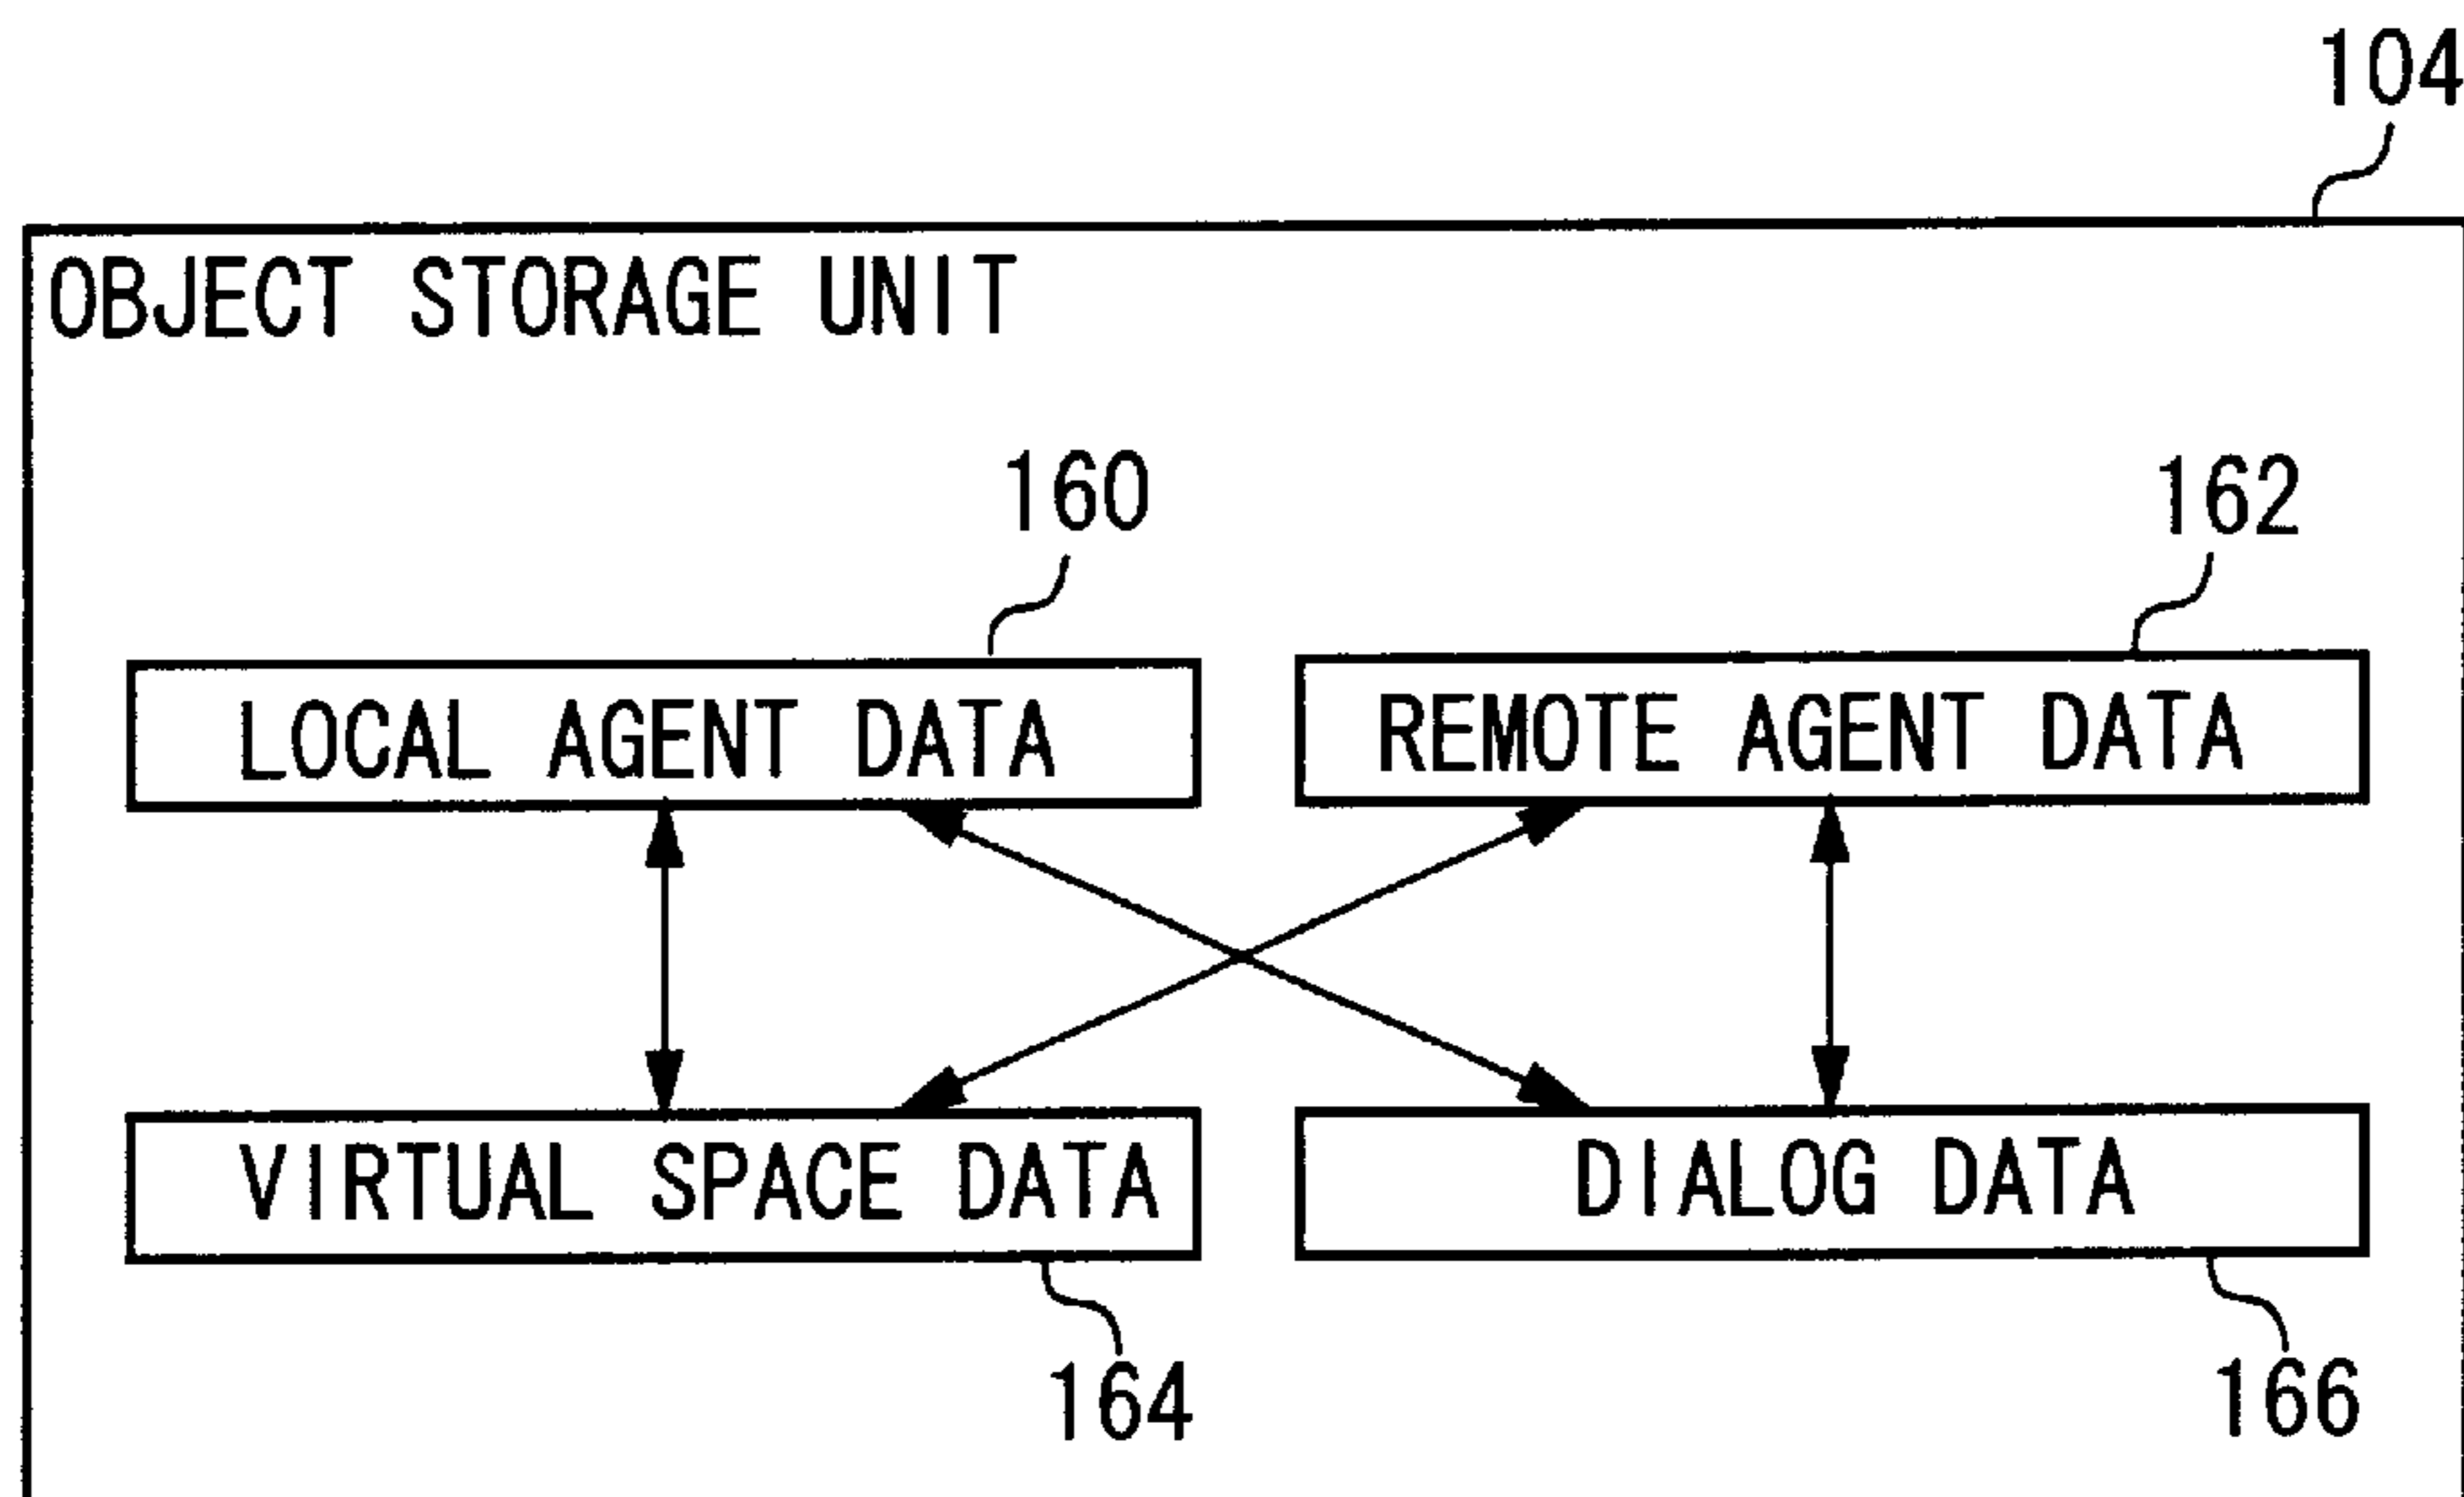 104
OBJECT STORAGE UNIT
160
162
LOCAL AGENT DATA
REMOTE AGENT DATA
VIRTUAL SPACE DATA
DIALOG DATA
164
166